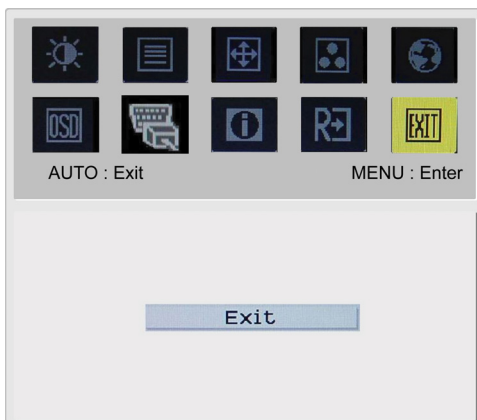 OSD
i
R
EXIT
AUTO : Exit
MENU : Enter
Exit